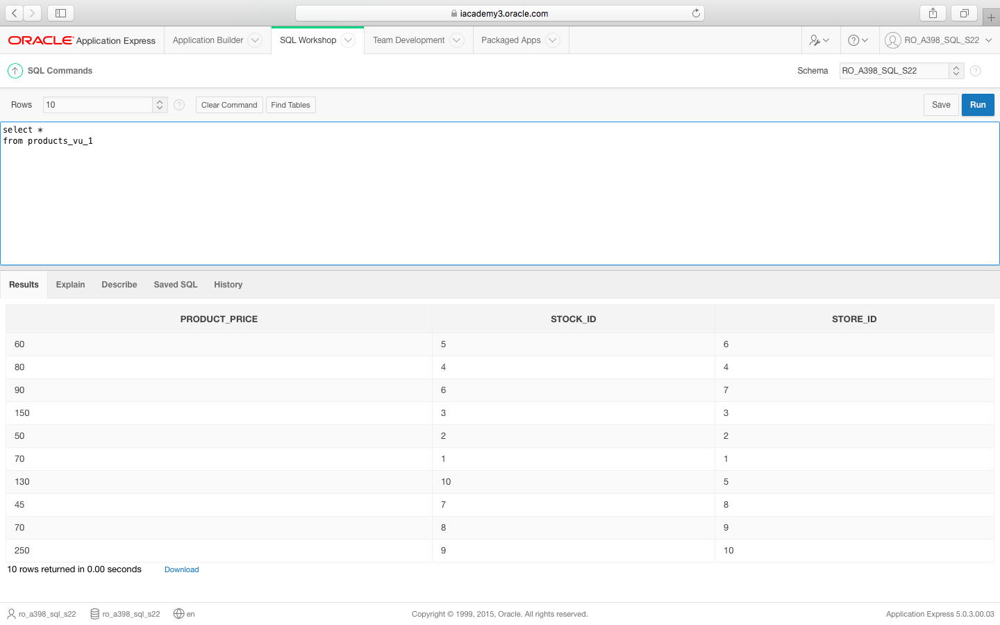 iacademy3.oracle.com
ORACLE Application Express Application Builder SQL Workshop Team Development Packaged Apps RO_A398_SQL_S22
SQL Commands Schema RO_A398_SQL_S22 ?
Rows 10 ? Clear Command Find Tables Save Run
select *
from products_vu_1
Results Explain Describe Saved SQL History
PRODUCT_PRICE STOCK_ID STORE_ID
60 5 6
80 4 4
90 6 7
150 3 3
50 2 2
70 1 1
130 10 5
45 7 8
70 8 9
250 9 10
10 rows returned in 0.00 seconds Download
ro_a398_sql_s22 ro_a398_sql_s22 en Copyright © 1999, 2015, Oracle. All rights reserved. Application Express 5.0.3.00.03